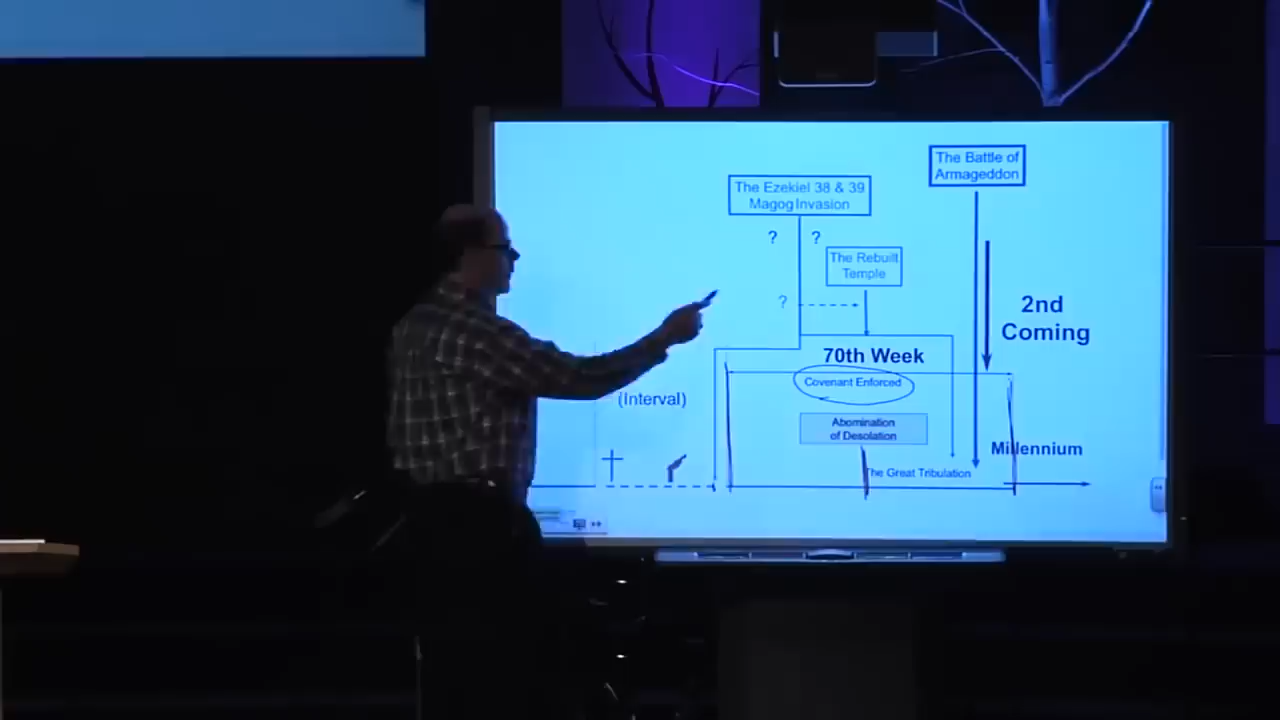 The Battle of
Armageddon
The Ezekiel 38 & 39
Magog Invasion
? ?
The Rebuilt
Temple
?
2nd
Coming
70th Week
Covenant Enforced
(Interval)
Abomination
of Desolation
Millennium
The Great Tribulation